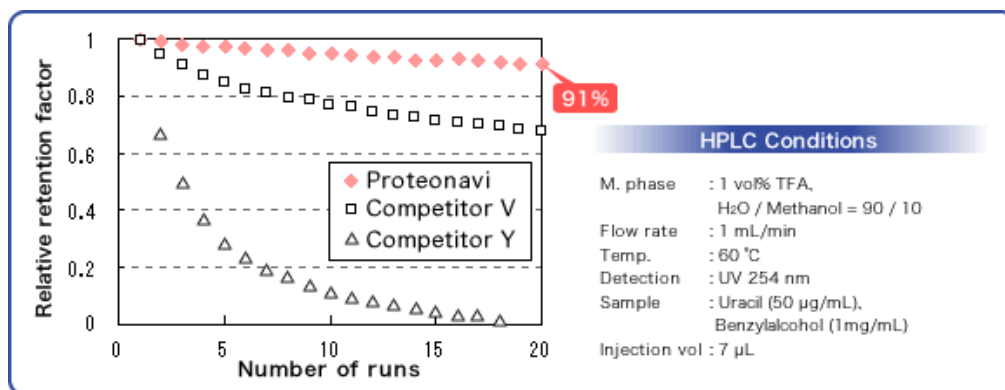 Relative retention factor
1
0.8
0.6
0.4
0.2
0
0
5
10
15
20
Number of runs
Proteonavi
Competitor V
Competitor Y
91%
HPLC Conditions
M. phase : 1 vol% TFA,
H₂O / Methanol = 90 / 10
Flow rate : 1 mL/min
Temp. : 60 ℃
Detection : UV 254 nm
Sample : Uracil (50 μg/mL),
Benzylalcohol (1mg/mL)
Injection vol : 7 μL